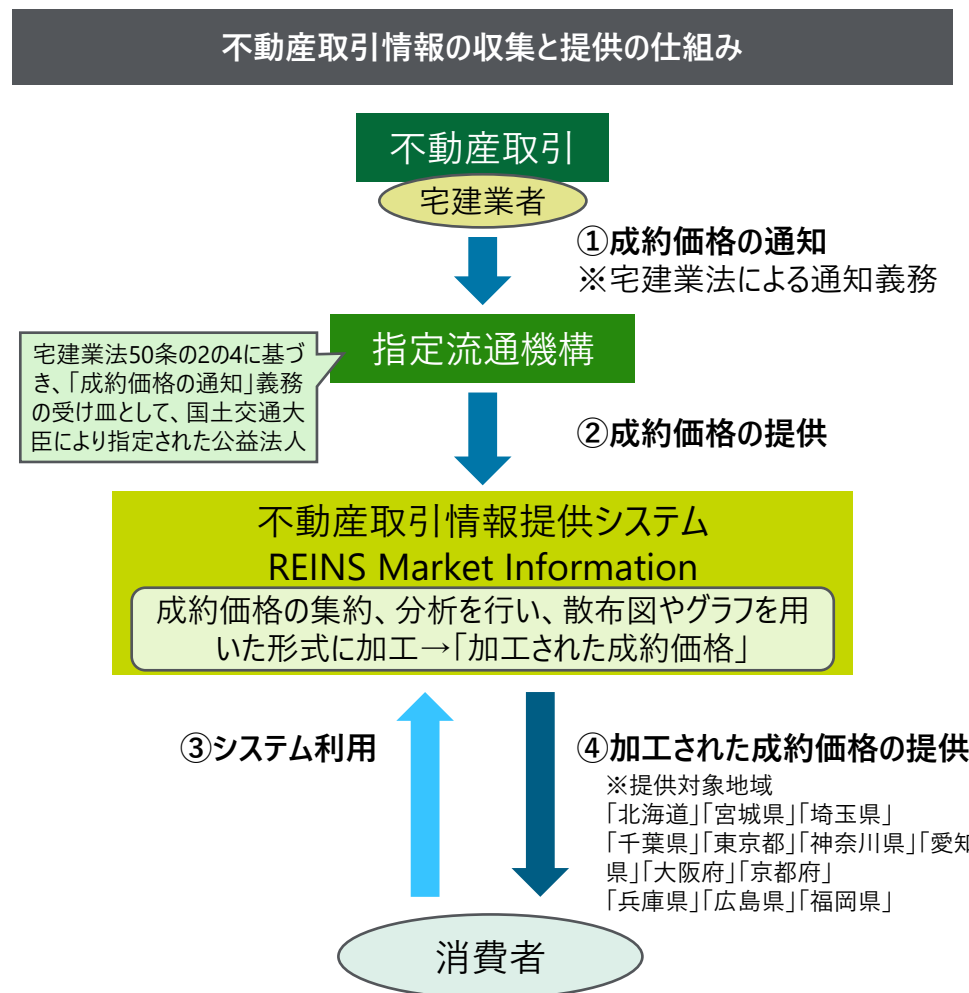 不動産取引情報の収集と提供の仕組み
不動産取引
宅建業者
①成約価格の通知
※宅建業法による通知義務
指定流通機構
宅建業法50条の2の4に基づ
き、「成約価格の通知」義務
の受け皿として、国土交通大
臣により指定された公益法人
②成約価格の提供
不動産取引情報提供システム
REINS Market Information
成約価格の集約、分析を行い、散布図やグラフを用
いた形式に加工→「加工された成約価格」
③システム利用
④加工された成約価格の提供
※提供対象地域
「北海道」「宮城県」「埼玉県」
「千葉県」「東京都」「神奈川県」「愛知
県」「大阪府」「京都府」
「兵庫県」「広島県」「福岡県」
消費者